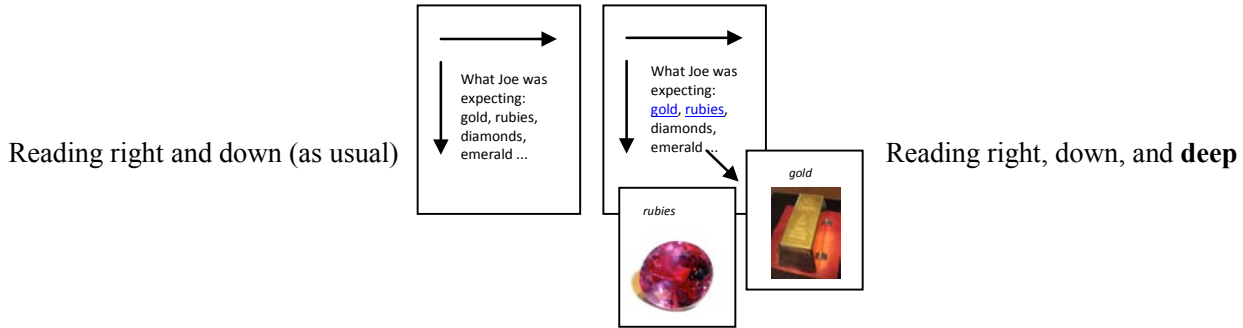 Reading right and down (as usual)
What Joe was
expecting:
gold, rubies,
diamonds,
emerald ...
What Joe was
expecting:
gold, rubies,
diamonds,
emerald ...
rubies
gold
Reading right, down, and deep